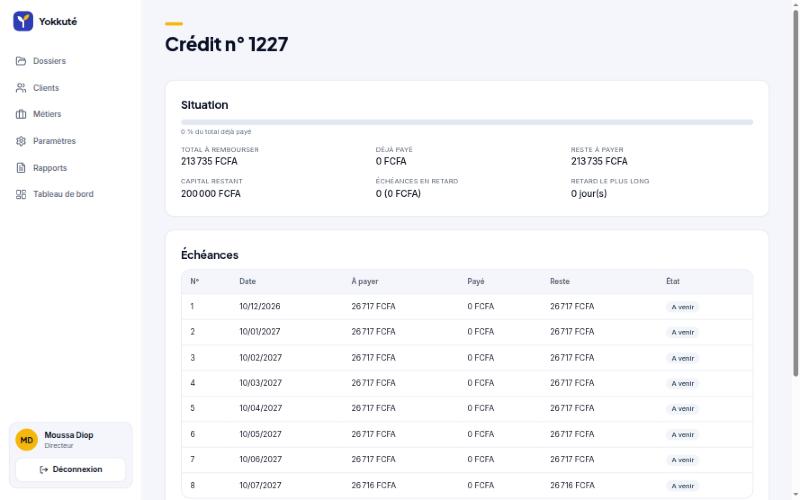 Yokkuté
Dossiers
Clients
Métiers
Paramètres
Rapports
Tableau de bord
MD
Moussa Diop
Directeur
Déconnexion
Crédit n° 1227
Situation
0 % du total déjà payé
TOTAL À REMBOURSER DÉJÀ PAYÉ RESTE À PAYER
213 735 FCFA 0 FCFA 213 735 FCFA
CAPITAL RESTANT ÉCHÉANCES EN RETARD RETARD LE PLUS LONG
200 000 FCFA 0 (0 FCFA) 0 jour(s)
Échéances
N° Date À payer Payé Reste État
1 10/12/2026 26 717 FCFA 0 FCFA 26 717 FCFA A venir
2 10/01/2027 26 717 FCFA 0 FCFA 26 717 FCFA A venir
3 10/02/2027 26 717 FCFA 0 FCFA 26 717 FCFA A venir
4 10/03/2027 26 717 FCFA 0 FCFA 26 717 FCFA A venir
5 10/04/2027 26 717 FCFA 0 FCFA 26 717 FCFA A venir
6 10/05/2027 26 717 FCFA 0 FCFA 26 717 FCFA A venir
7 10/06/2027 26 717 FCFA 0 FCFA 26 717 FCFA A venir
8 10/07/2027 26 716 FCFA 0 FCFA 26 716 FCFA A venir